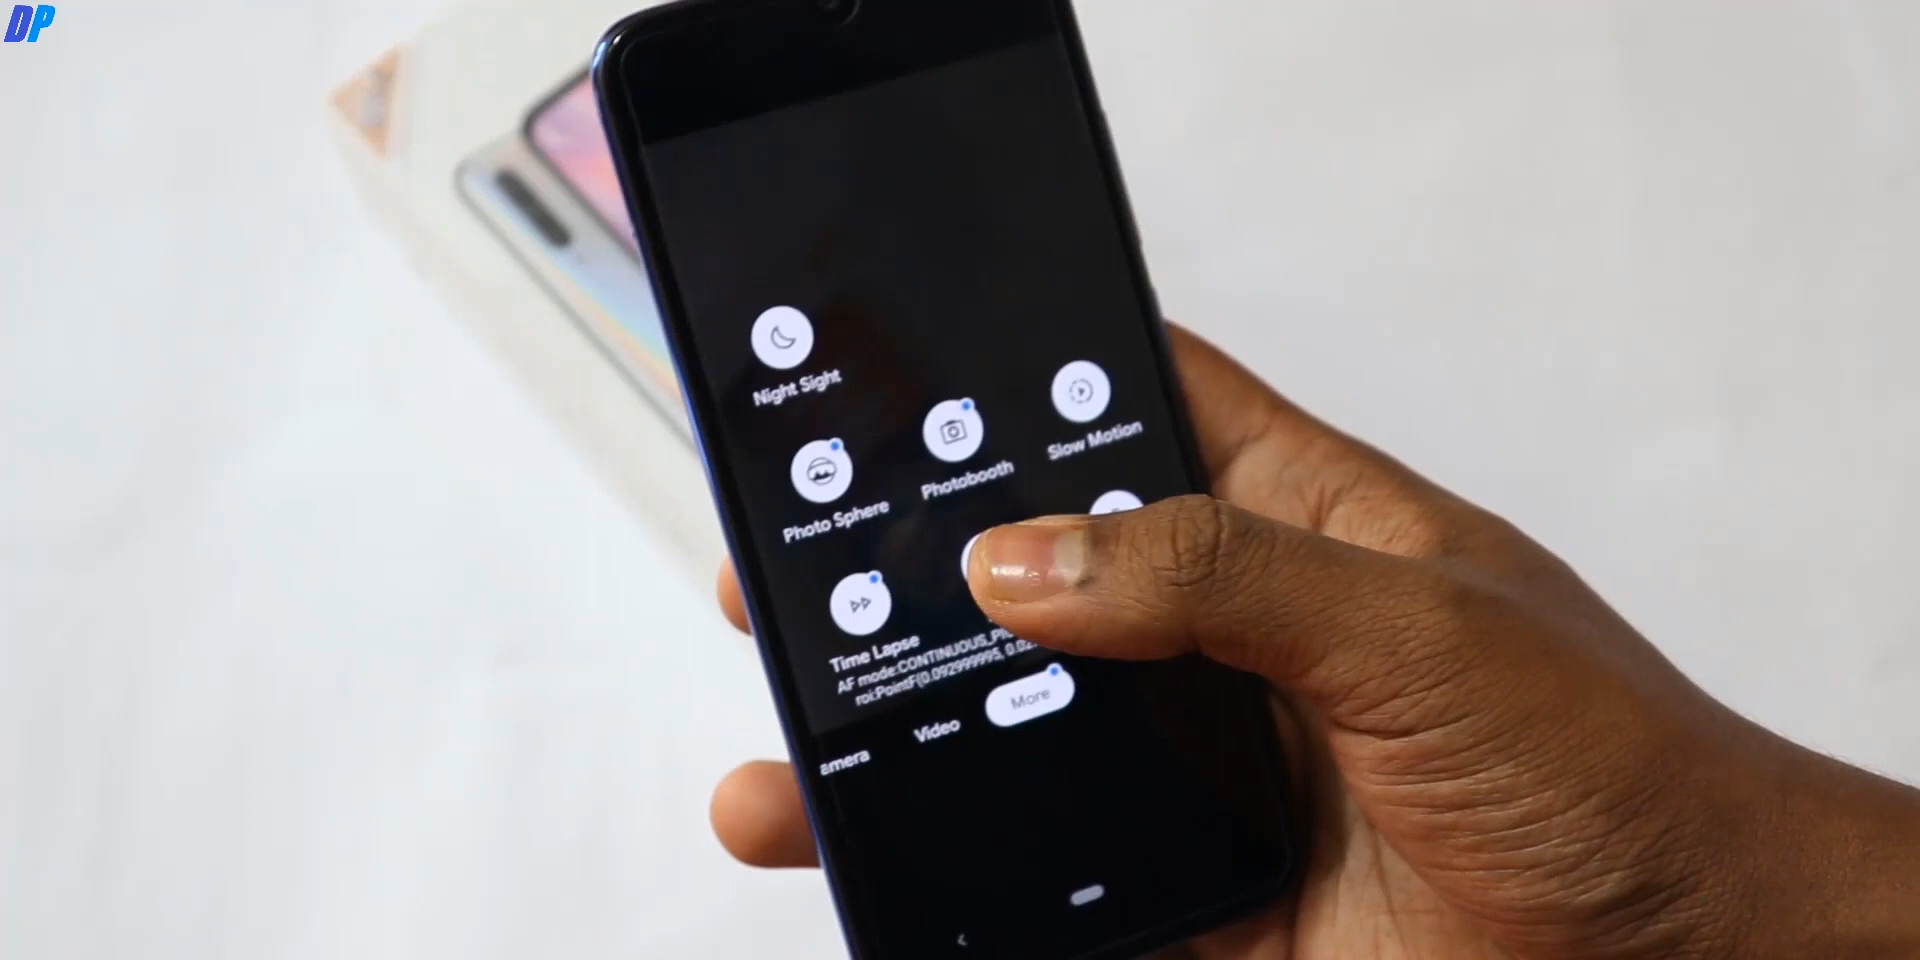 DP
Night Sight
Slow Motion
Photobooth
Photo Sphere
Time Lapse
AF mode:CONTINUOUS_PIC
roi:PointF(0.092999995, 0.02
More
Video
amera